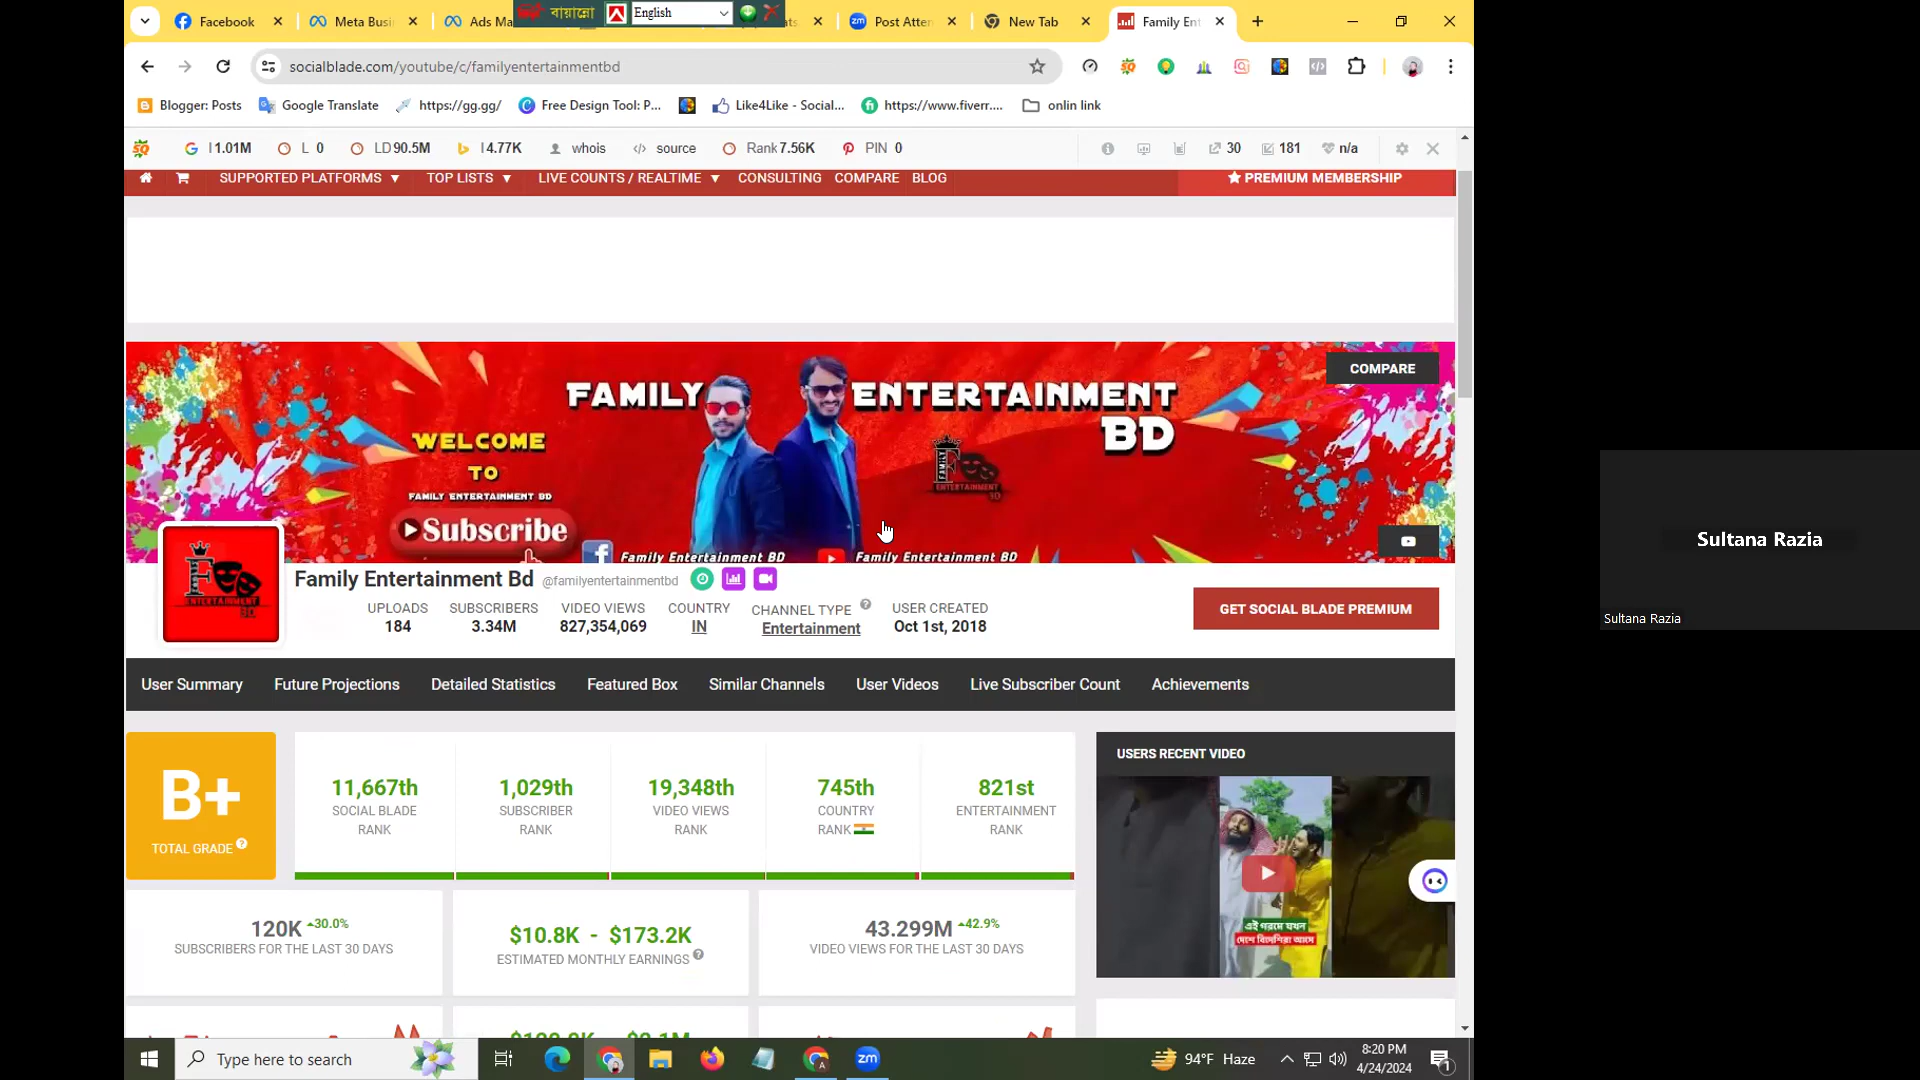 Facebook
Meta Busi
Ads Ma
বায়ান্নো
English
ats
Post Atten
New Tab
Family Ent
socialblade.com/youtube/c/familyentertainmentbd
Blogger: Posts
Google Translate
https://gg.gg/
Free Design Tool: P...
Like4Like - Social...
https://www.fiverr....
onlin link
I 1.01M
L 0
LD 90.5M
I 4.77K
whois
source
Rank 7.56K
PIN 0
30
181
n/a
SUPPORTED PLATFORMS
TOP LISTS
LIVE COUNTS / REALTIME
CONSULTING
COMPARE
BLOG
PREMIUM MEMBERSHIP
COMPARE
FAMILY ENTERTAINMENT
BD
WELCOME
TO
FAMILY ENTERTAINMENT BD
Subscribe
Family Entertainment BD
Family Entertainment BD
Family Entertainment Bd @familyentertainmentbd
UPLOADS
184
SUBSCRIBERS
3.34M
VIDEO VIEWS
827,354,069
COUNTRY
IN
CHANNEL TYPE
Entertainment
USER CREATED
Oct 1st, 2018
GET SOCIAL BLADE PREMIUM
User Summary
Future Projections
Detailed Statistics
Featured Box
Similar Channels
User Videos
Live Subscriber Count
Achievements
B+
TOTAL GRADE
11,667th
SOCIAL BLADE
RANK
1,029th
SUBSCRIBER
RANK
19,348th
VIDEO VIEWS
RANK
745th
COUNTRY
RANK
821st
ENTERTAINMENT
RANK
USERS RECENT VIDEO
এই গরমে যখন
দেশে বিদেশিরা আসে
120K 30.0%
SUBSCRIBERS FOR THE LAST 30 DAYS
$10.8K - $173.2K
ESTIMATED MONTHLY EARNINGS
43.299M 42.9%
VIDEO VIEWS FOR THE LAST 30 DAYS
Type here to search
94°F Haze
8:20 PM
4/24/2024
1
Sultana Razia
Sultana Razia